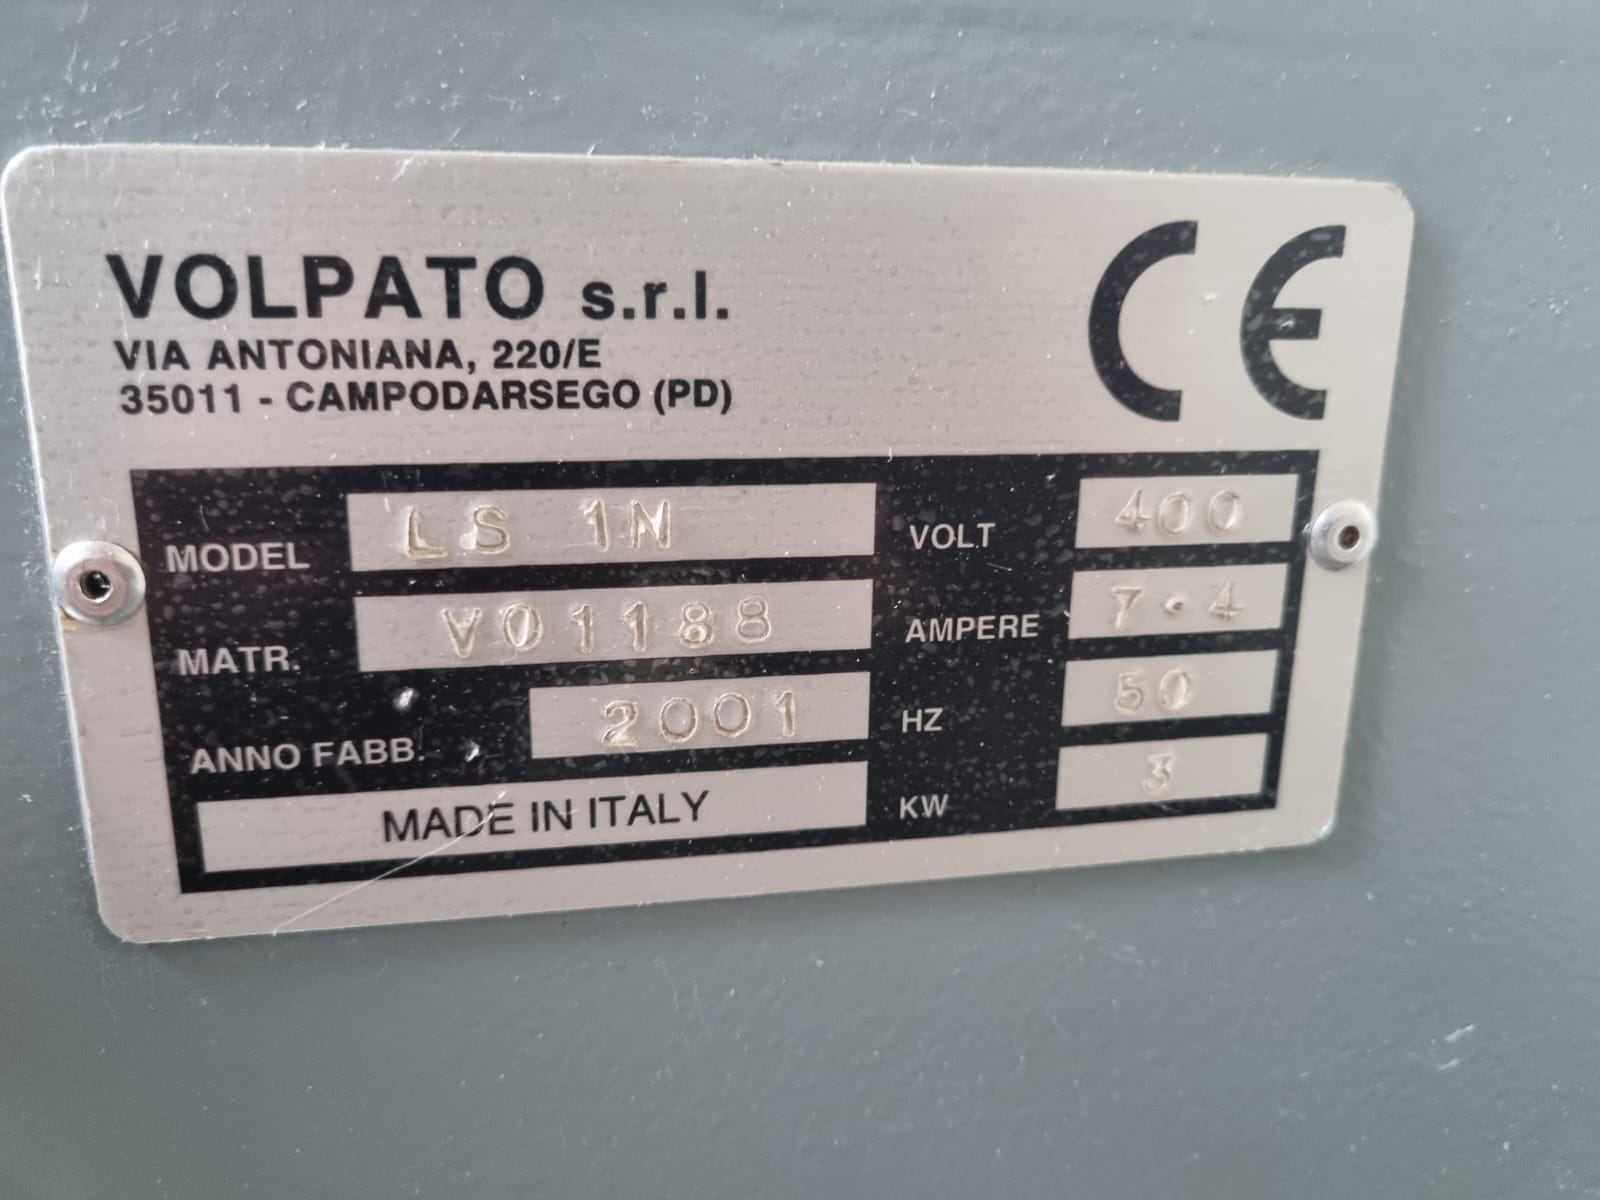 VOLPATO s.r.l.
VIA ANTONIANA, 220/E
35011 - CAMPODARSEGO (PD)
CE
MODEL LS 1N
MATR. V01188
ANNO FABB. 2001
MADE IN ITALY
VOLT 400
AMPERE 7.4
HZ 50
KW 3